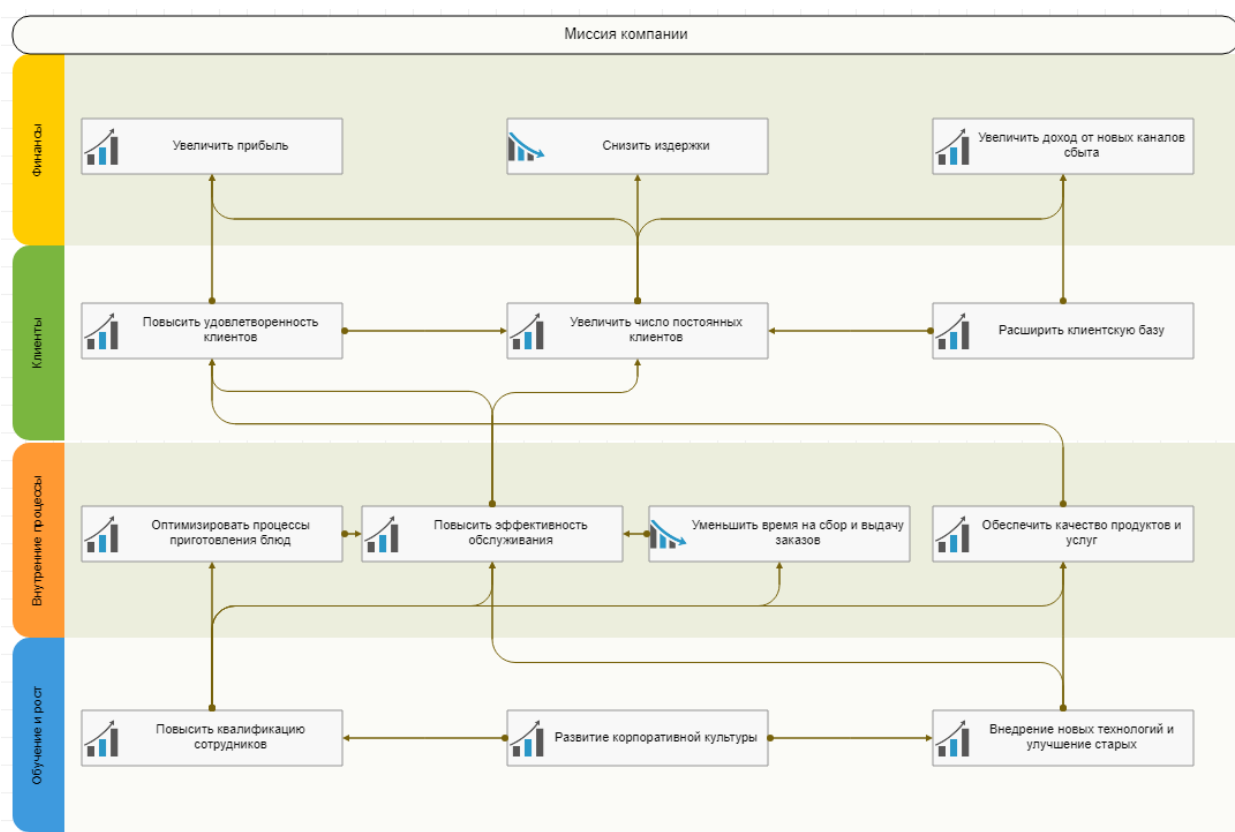 Миссия компании
Финансы
Увеличить прибыль
Снизить издержки
Увеличить доход от новых каналов
сбыта
Клиенты
Повысить удовлетворенность
клиентов
Увеличить число постоянных
клиентов
Расширить клиентскую базу
Внутренние процессы
Оптимизировать процессы
приготовления блюд
Повысить эффективность
обслуживания
Уменьшить время на сбор и выдачу
заказов
Обеспечить качество продуктов и
услуг
Обучение и рост
Повысить квалификацию
сотрудников
Развитие корпоративной культуры
Внедрение новых технологий и
улучшение старых